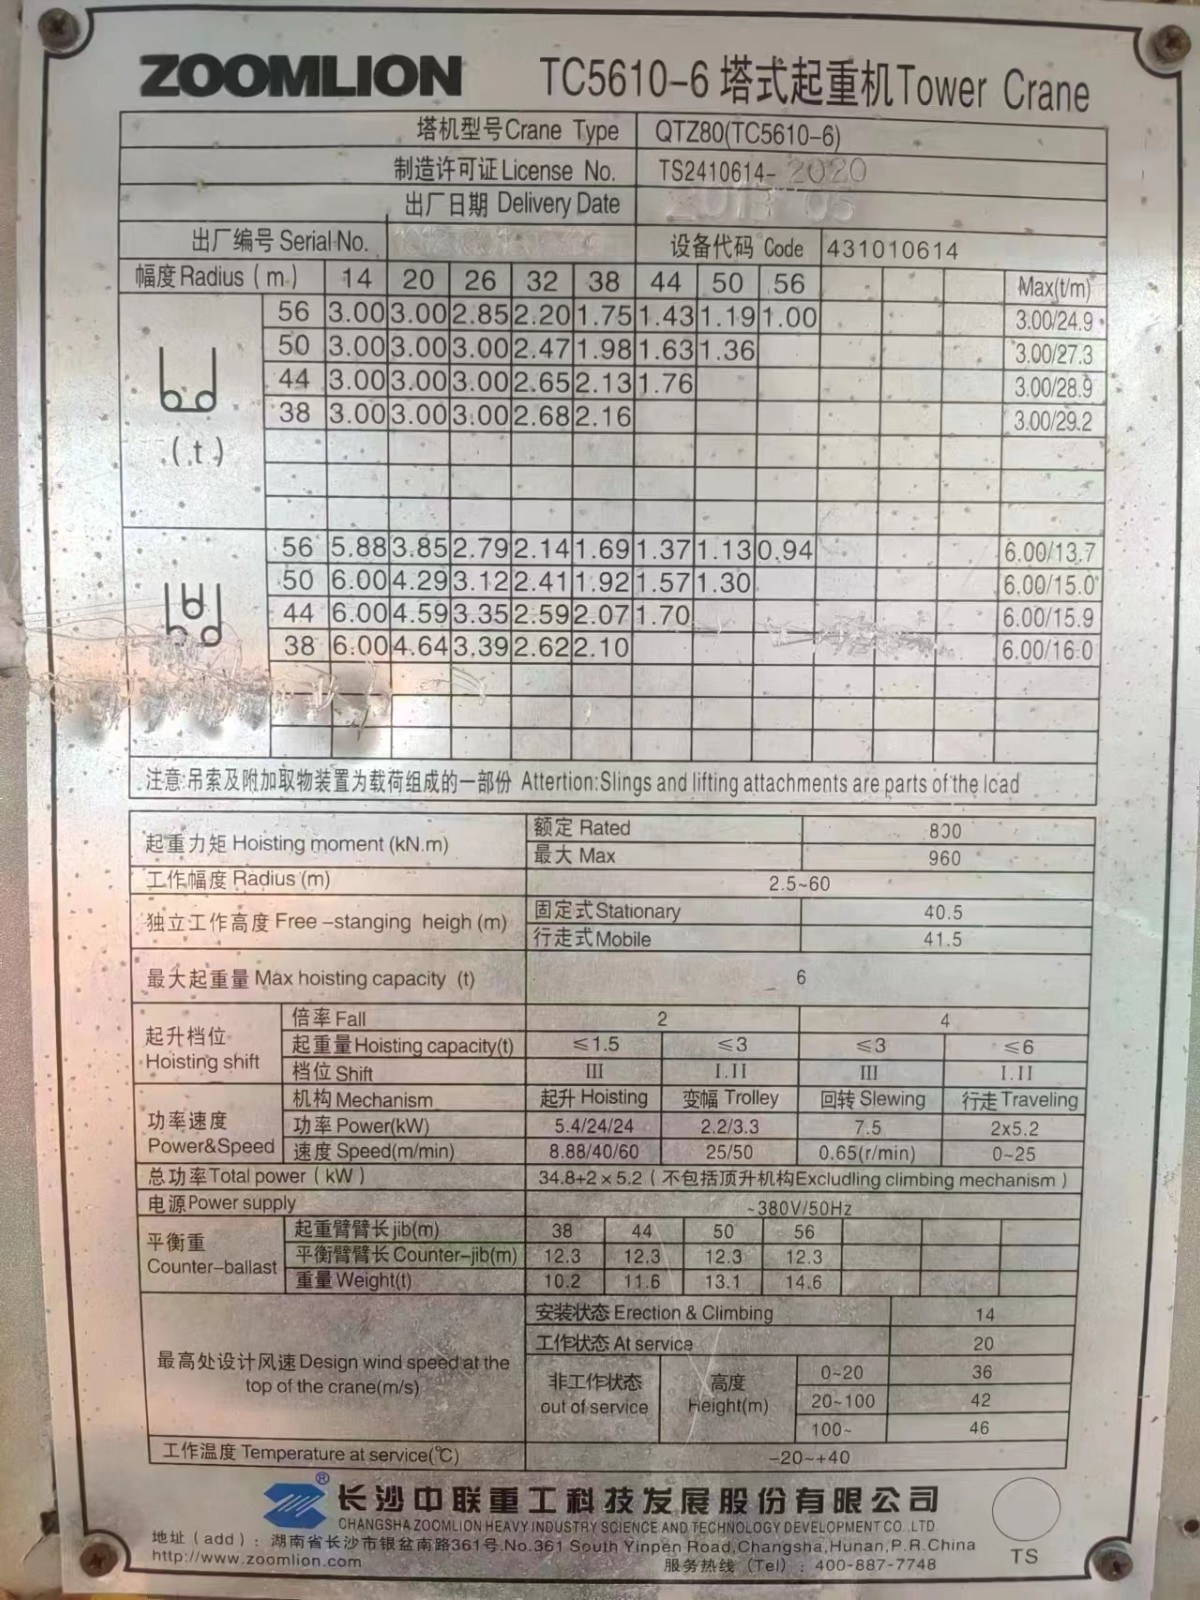 ZOOMLION TC5610-6 塔式起重机Tower Crane
塔机型号Crane Type QTZ80(TC5610-6)
制造许可证License No. TS2410614-2020
出厂日期 Delivery Date
出厂编号 Serial No. 设备代码 Code 431010614
幅度Radius (m) 14 20 26 32 38 44 50 56 Max(t/m)
56 3.00 3.00 2.85 2.20 1.75 1.43 1.19 1.00 3.00/24.9
50 3.00 3.00 3.00 2.47 1.98 1.63 1.36 3.00/27.3
44 3.00 3.00 3.00 2.65 2.13 1.76 3.00/28.9
38 3.00 3.00 3.00 2.68 2.16 3.00/29.2
(t)
56 5.88 3.85 2.79 2.14 1.69 1.37 1.13 0.94 6.00/13.7
50 6.00 4.29 3.12 2.41 1.92 1.57 1.30 6.00/15.0
44 6.00 4.59 3.35 2.59 2.07 1.70 6.00/15.9
38 6.00 4.64 3.39 2.62 2.10 6.00/16.0
注意:吊索及附加取物装置为载荷组成的一部份 Attertion:Slings and lifting attachments are parts of the load
起重力矩 Hoisting moment (kN.m) 额定 Rated 800
最大 Max 960
工作幅度 Radius (m) 2.5~60
独立工作高度 Free -stanging heigh (m) 固定式Stationary 40.5
行走式Mobile 41.5
最大起重量 Max hoisting capacity (t) 6
起升档位 Hoisting shift 倍率 Fall 2 4
起重量 Hoisting capacity(t) ≤1.5 ≤3 ≤3 ≤6
档位 Shift III I.II III I.II
功率速度 Power&Speed 机构 Mechanism 起升 Hoisting 变幅 Trolley 回转 Slewing 行走 Traveling
功率 Power(kW) 5.4/24/24 2.2/3.3 7.5 2x5.2
速度 Speed(m/min) 8.88/40/60 25/50 0.65(r/min) 0~25
总功率Total power (kW) 34.8+2×5.2 (不包括顶升机构Excludling climbing mechanism)
电源 Power supply ~380V/50Hz
平衡重 Counter-ballast 起重臂臂长 jib(m) 38 44 50 56
平衡臂臂长 Counter-jib(m) 12.3 12.3 12.3 12.3
重量 Weight(t) 10.2 11.6 13.1 14.6
最高处设计风速 Design wind speed at the top of the crane(m/s) 安装状态 Erection & Climbing 14
工作状态 At service 20
非工作状态 out of service 高度 Height(m) 0~20 36
20~100 42
100~ 46
工作温度 Temperature at service(℃) -20~+40
® 长沙中联重工科技发展股份有限公司
CHANGSHA ZOOMLION HEAVY INDUSTRY SCIENCE AND TECHNOLOGY DEVELOPMENT CO.,LTD.
地址(add): 湖南省长沙市银盆南路361号.No.361 South Yinpen Road,Changsha,Hunan,P.R.China
http://www.zoomlion.com 服务热线 (Tel): 400-887-7748
TS